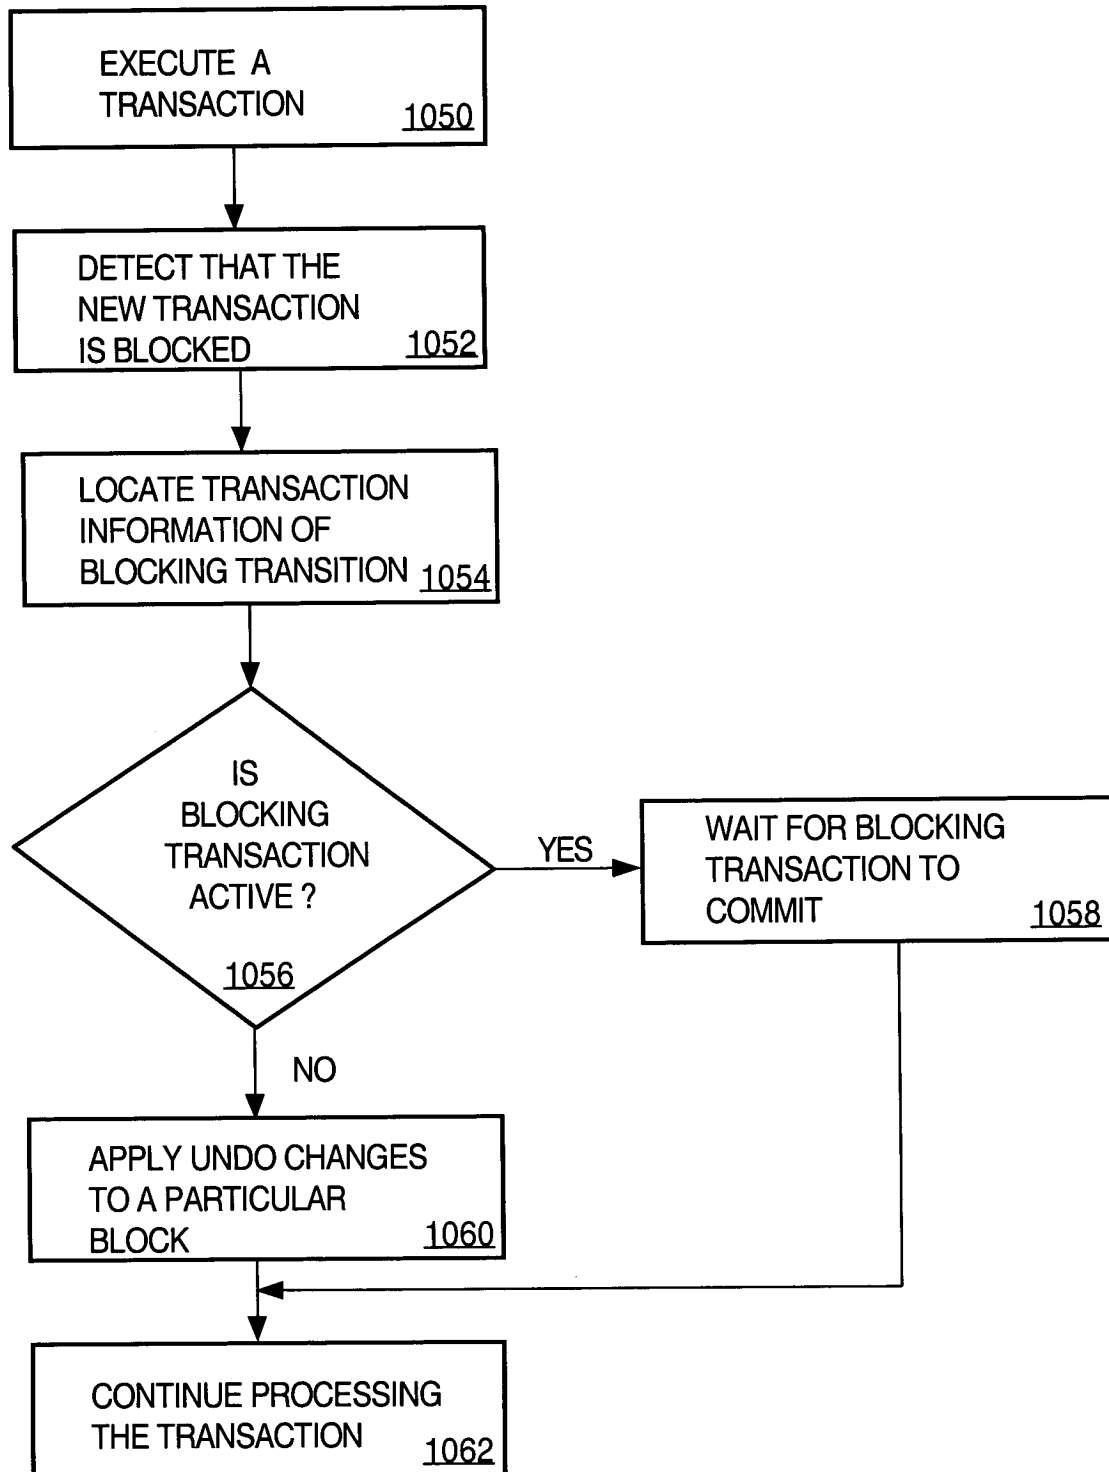 EXECUTE A
TRANSACTION
1050
DETECT THAT THE
NEW TRANSACTION
IS BLOCKED
1052
LOCATE TRANSACTION
INFORMATION OF
BLOCKING TRANSITION
1054
IS
BLOCKING
TRANSACTION
ACTIVE ?
1056
YES
WAIT FOR BLOCKING
TRANSACTION TO
COMMIT
1058
NO
APPLY UNDO CHANGES
TO A PARTICULAR
BLOCK
1060
CONTINUE PROCESSING
THE TRANSACTION
1062